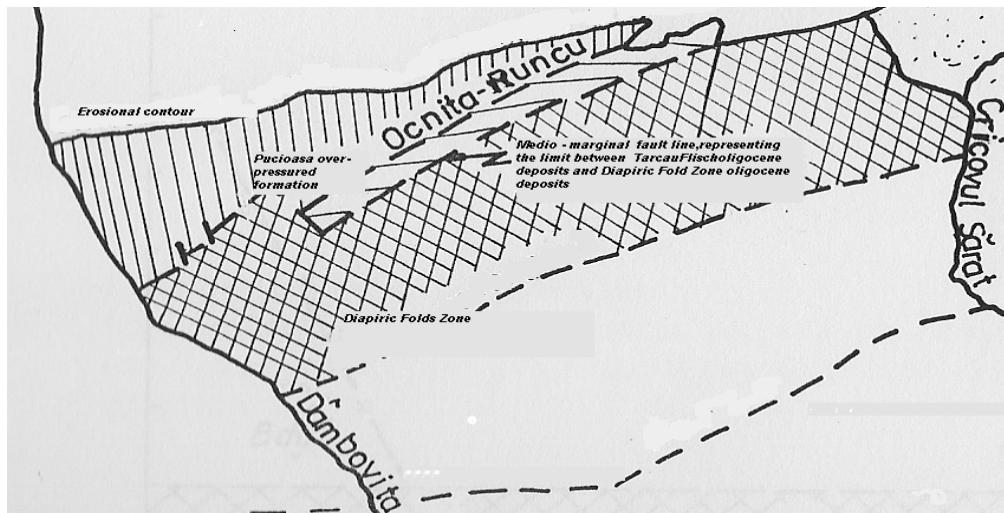 Ocnita-Runcu
Erosional contour
Pucioasa over-
pressured
formation
Medio - marginal fault line,representing
the limit between TarcauFlischoligocene
deposits and Diapiric Fold Zone oligocene
deposits
Cricovul Sărat
Diapiric Folds Zone
Dâmbovita